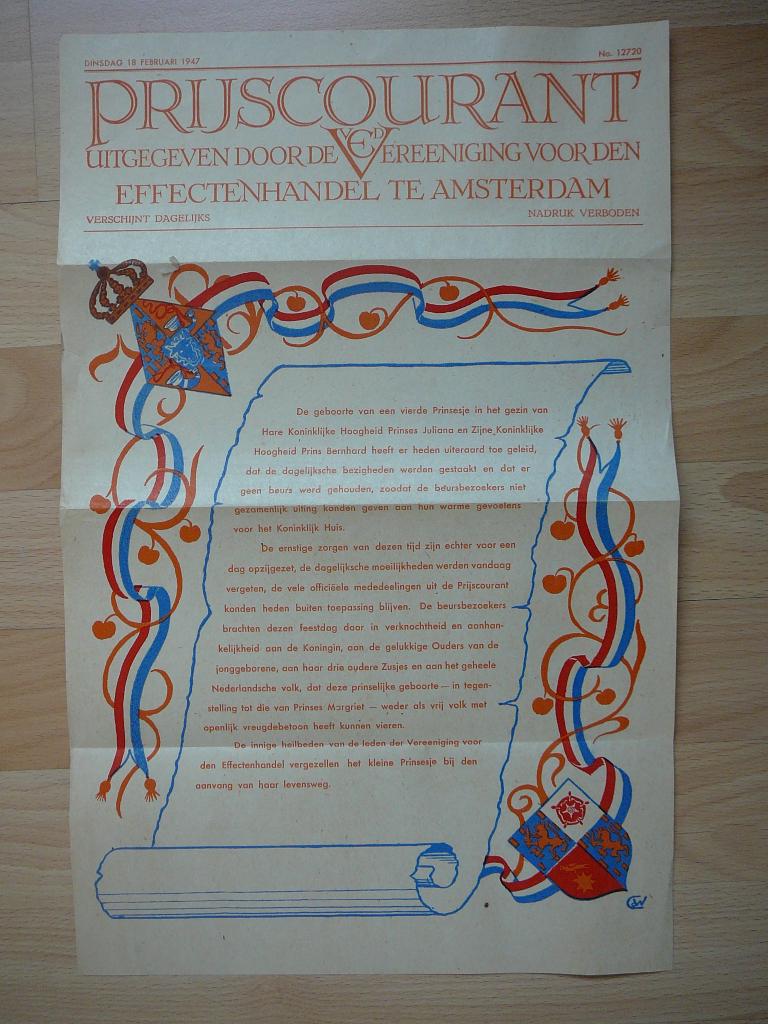 DINSDAG 18 FEBRUARI 1947 No. 12720
PRIJSCOURANT
UITGEGEVEN DOOR DE VEREENIGING VOOR DEN
EFFECTENHANDEL TE AMSTERDAM
VERSCHIJNT DAGELIJKS NADRUK VERBODEN
De geboorte van een vierde Prinsesje in het gezin van
Hare Koninklijke Hoogheid Prinses Juliana en Zijne Koninklijke
Hoogheid Prins Bernhard heeft er heden uiteraard toe geleid,
dat de dagelijksche bezigheden werden gestaakt en dat er
geen beurs werd gehouden, zoodat de beursbezoekers niet
gezamenlijk uiting konden geven aan hun warme gevoelens
voor het Koninklijk Huis.
De ernstige zorgen van dezen tijd zijn echter voor een
dag opzijgezet, de dagelijksche moeilijkheden werden vandaag
vergeten, de vele officiëele mededeelingen uit de Prijscourant
konden heden buiten toepassing blijven. De beursbezoekers
brachten dezen feestdag door in verknochtheid en aanhan-
kelijkheid aan de Koningin, aan de gelukkige Ouders van de
jonggeborene, aan haar drie oudere Zusjes en aan het geheele
Nederlandsche volk, dat deze prinselijke geboorte — in tegen-
stelling tot die van Prinses Margriet — weder als vrij volk met
openlijk vreugdebetoon heeft kunnen vieren.
De innige heilbeden van de leden der Vereeniging voor
den Effectenhandel vergezellen het kleine Prinsesje bij den
aanvang van haar levensweg.